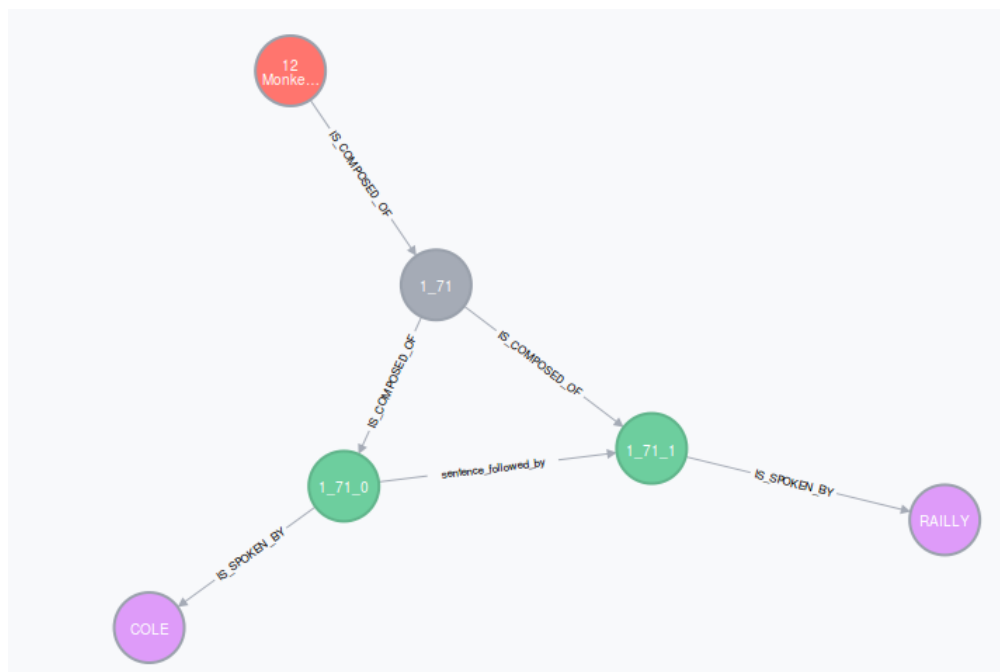 12
Monke...
IS_COMPOSED_OF
1_71
IS_COMPOSED_OF
IS_COMPOSED_OF
1_71_0
sentence_followed_by
1_71_1
IS_SPOKEN_BY
RAILLY
IS_SPOKEN_BY
COLE